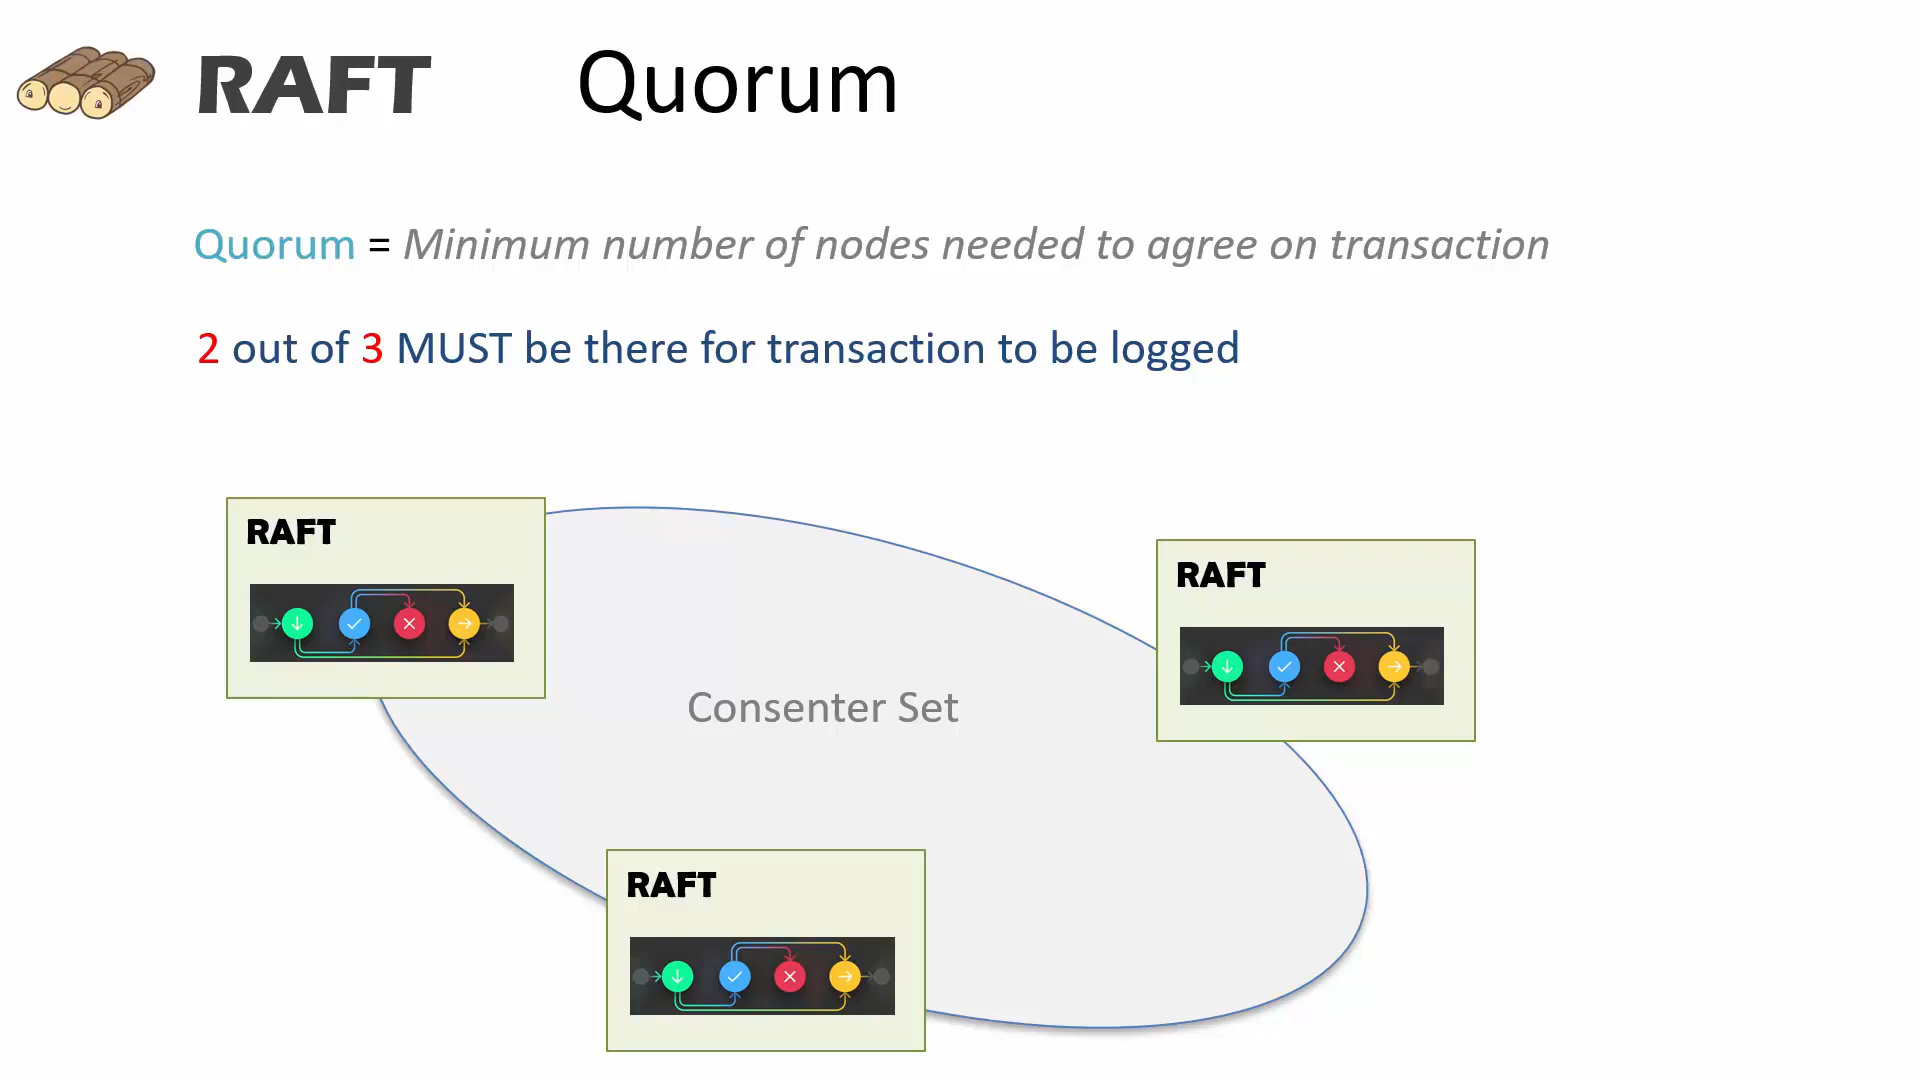 RAFT Quorum
Quorum = Minimum number of nodes needed to agree on transaction
2 out of 3 MUST be there for transaction to be logged
RAFT
RAFT
Consenter Set
RAFT